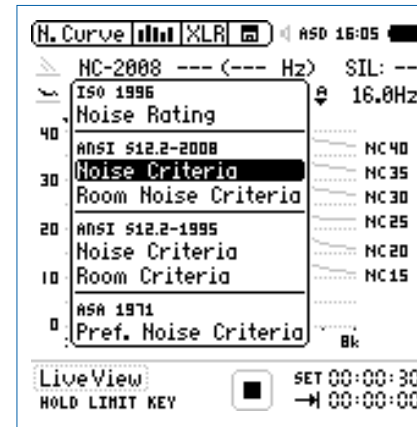 N. Curve XLR ASD 16:05
NC-2008 --- (--- Hz) SIL: --
ISO 1996
16.0Hz
Noise Rating
40
ANSI S12.2-2008
NC40
Noise Criteria
NC35
30
Room Noise Criteria
NC30
20
ANSI S12.2-1995
NC25
Noise Criteria
NC20
10
Room Criteria
NC15
ASA 1971
0
Pref. Noise Criteria
8k
LiveView
SET 00:00:30
HOLD LIMIT KEY
00:00:00